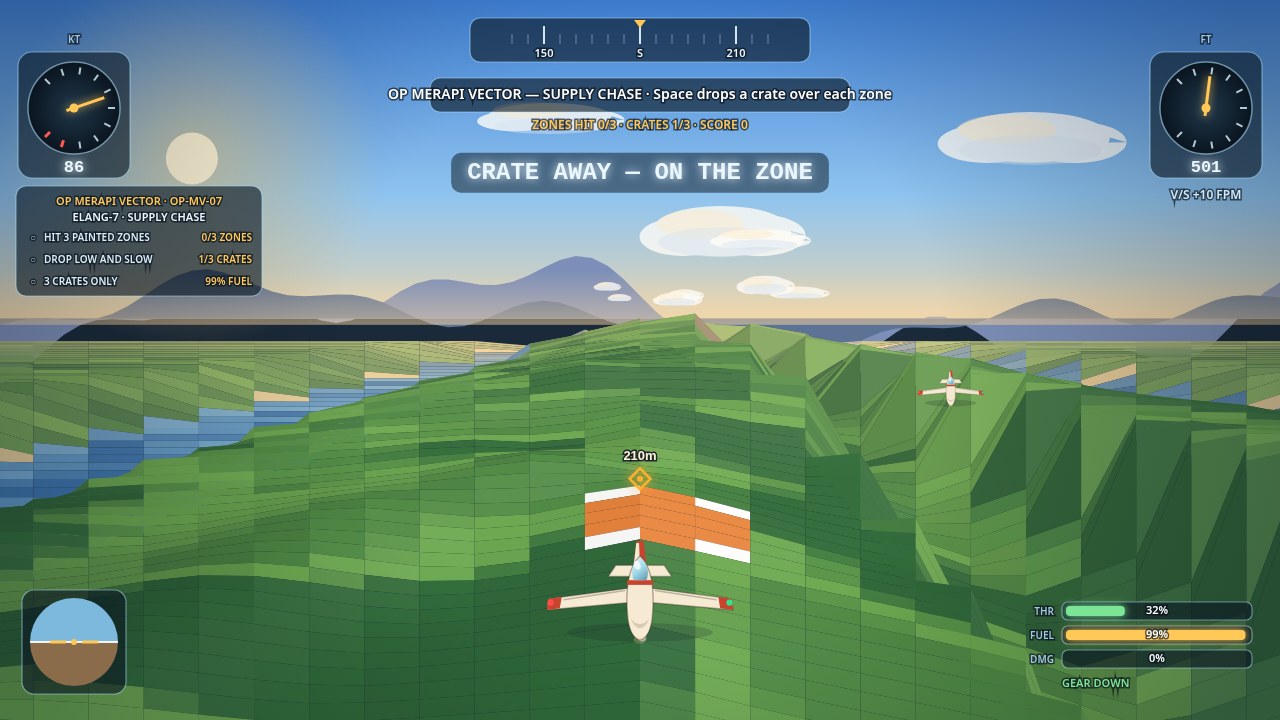 KT
150 S 210
FT
OP MERAPI VECTOR — SUPPLY CHASE · Space drops a crate over each zone
ZONES HIT 0/3 · CRATES 1/3 · SCORE 0
86
501
CRATE AWAY — ON THE ZONE
V/S +10 FPM
OP MERAPI VECTOR · OP-MV-07
ELANG-7 · SUPPLY CHASE
HIT 3 PAINTED ZONES 0/3 ZONES
DROP LOW AND SLOW 1/3 CRATES
3 CRATES ONLY 99% FUEL
210m
THR 32%
FUEL 99%
DMG 0%
GEAR DOWN